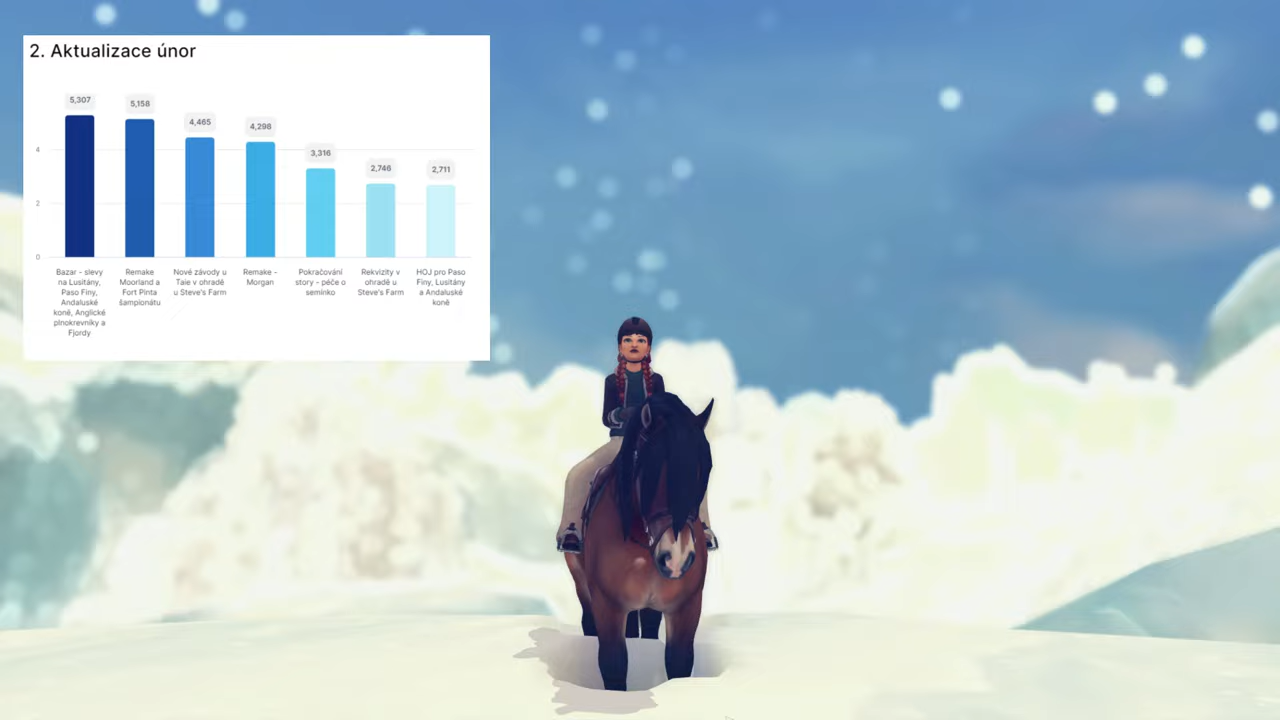 2. Aktualizace únor
5,307
5,158
4,465
4,298
3,316
2,746
2,711
4
2
0
Bazar - slevy
na Lusitány,
Paso Finy,
Andaluské
koně, Anglické
plnokrevníky a
Fjordy
Remake
Moorland a
Fort Pinta
šampionátu
Nové závody u
Taie v ohradě
u Steve's Farm
Remake -
Morgan
Pokračování
story - péče o
semínko
Rekvizity v
ohradě u
Steve's Farm
HOJ pro Paso
Finy, Lusitány
a Andaluské
koně